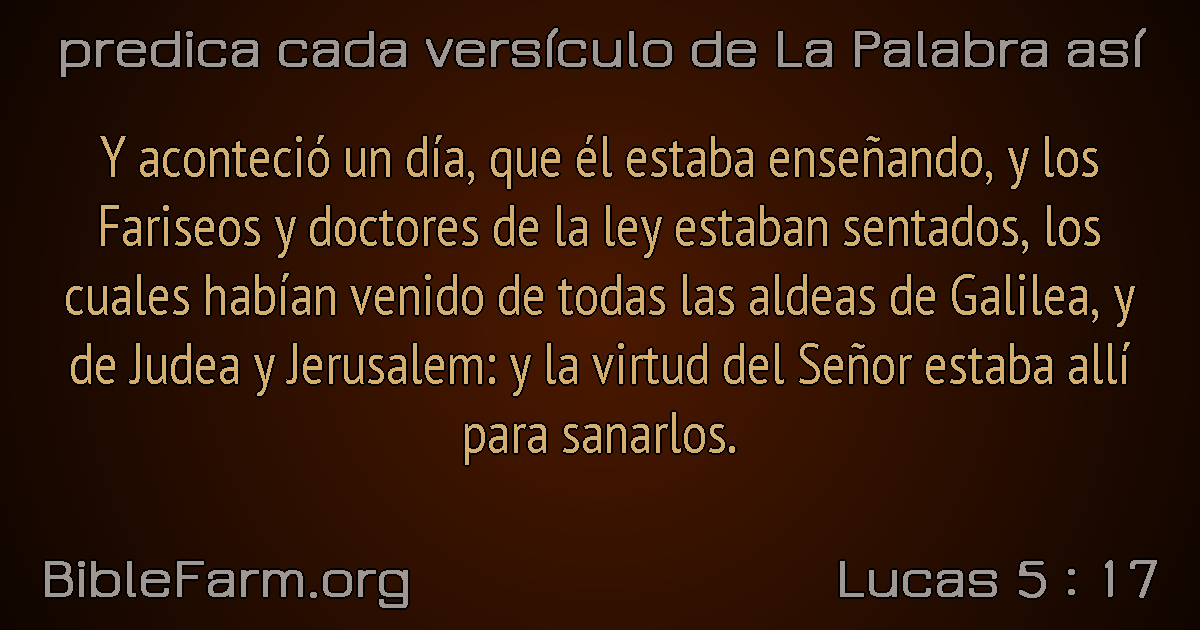 predica cada versículo de La Palabra así
Y aconteció un día, que él estaba enseñando, y los
Fariseos y doctores de la ley estaban sentados, los
cuales habían venido de todas las aldeas de Galilea, y
de Judea y Jerusalem: y la virtud del Señor estaba allí
para sanarlos.
BibleFarm.org
Lucas 5 : 17